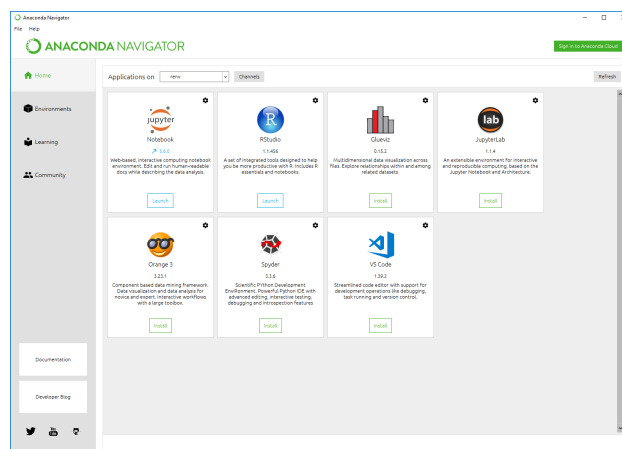 Anaconda Navigator
File Help
ANACONDA NAVIGATOR
Sign in to Anaconda Cloud
Home
Applications on renv Channels Refresh
Environments
Learning
Community
jupyter
Notebook
5.6.0
Web-based, interactive computing notebook
environment. Edit and run human-readable
docs while describing the data analysis.
Launch
R
RStudio
1.1.456
A set of integrated tools designed to help
you be more productive with R. Includes R
essentials and notebooks.
Launch
Glueviz
0.15.2
Multidimensional data visualization across
files. Explore relationships within and among
related datasets.
Install
lab
JupyterLab
1.1.4
An extensible environment for interactive
and reproducible computing, based on the
Jupyter Notebook and Architecture.
Install
Orange 3
3.23.1
Component based data mining framework.
Data visualization and data analysis for
novice and expert. Interactive workflows
with a large toolbox.
Install
Spyder
3.3.6
Scientific PYthon Development
EnviRonment. Powerful Python IDE with
advanced editing, interactive testing,
debugging and introspection features
Install
VS Code
1.39.2
Streamlined code editor with support for
development operations like debugging,
task running and version control.
Install
Documentation
Developer Blog
You
Tube